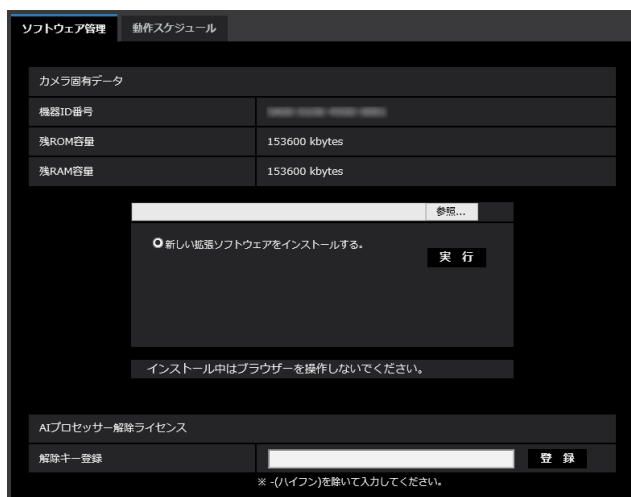 ソフトウェア管理 動作スケジュール
カメラ固有データ
機器ID番号
残ROM容量 153600 kbytes
残RAM容量 153600 kbytes
参照...
新しい拡張ソフトウェアをインストールする。
実 行
インストール中はブラウザーを操作しないでください。
AIプロセッサー解除ライセンス
解除キー登録 登 録
※ -(ハイフン)を除いて入力してください。